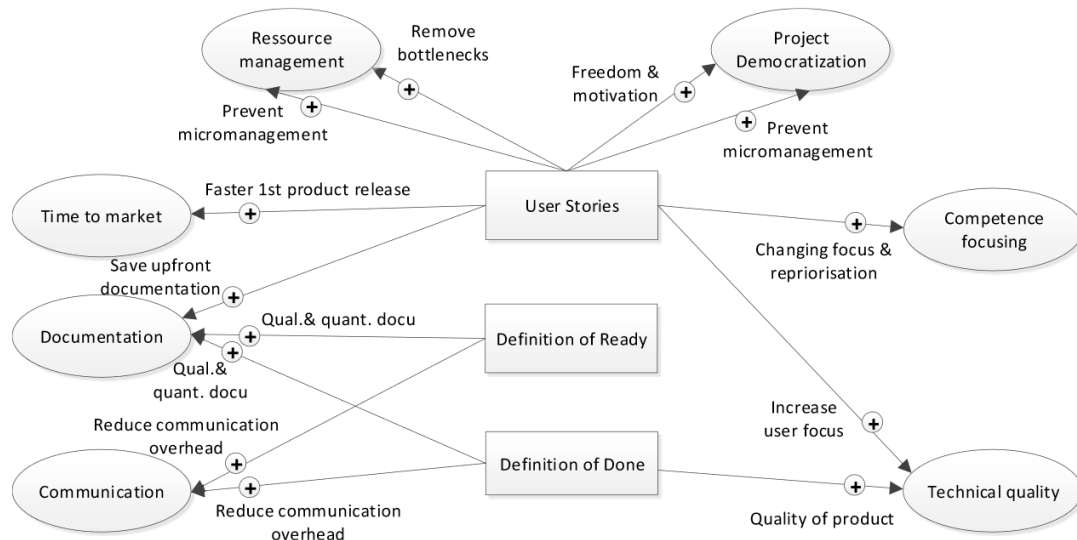 Ressource
management
Remove
bottlenecks
Project
Democratization
Freedom &
motivation
+
+
+
+
Prevent
micromanagement
Prevent
micromanagement
Faster 1st product release
+
Time to market
User Stories
+
Competence
focusing
Changing focus &
repriorisation
Save upfront
documentation
+
Documentation
Qual.& quant. docu
+
+
Definition of Ready
Qual.&
quant. docu
Increase
user focus
+
Reduce communication
overhead
+
Communication
+
Reduce communication
overhead
Definition of Done
+
Technical quality
Quality of product